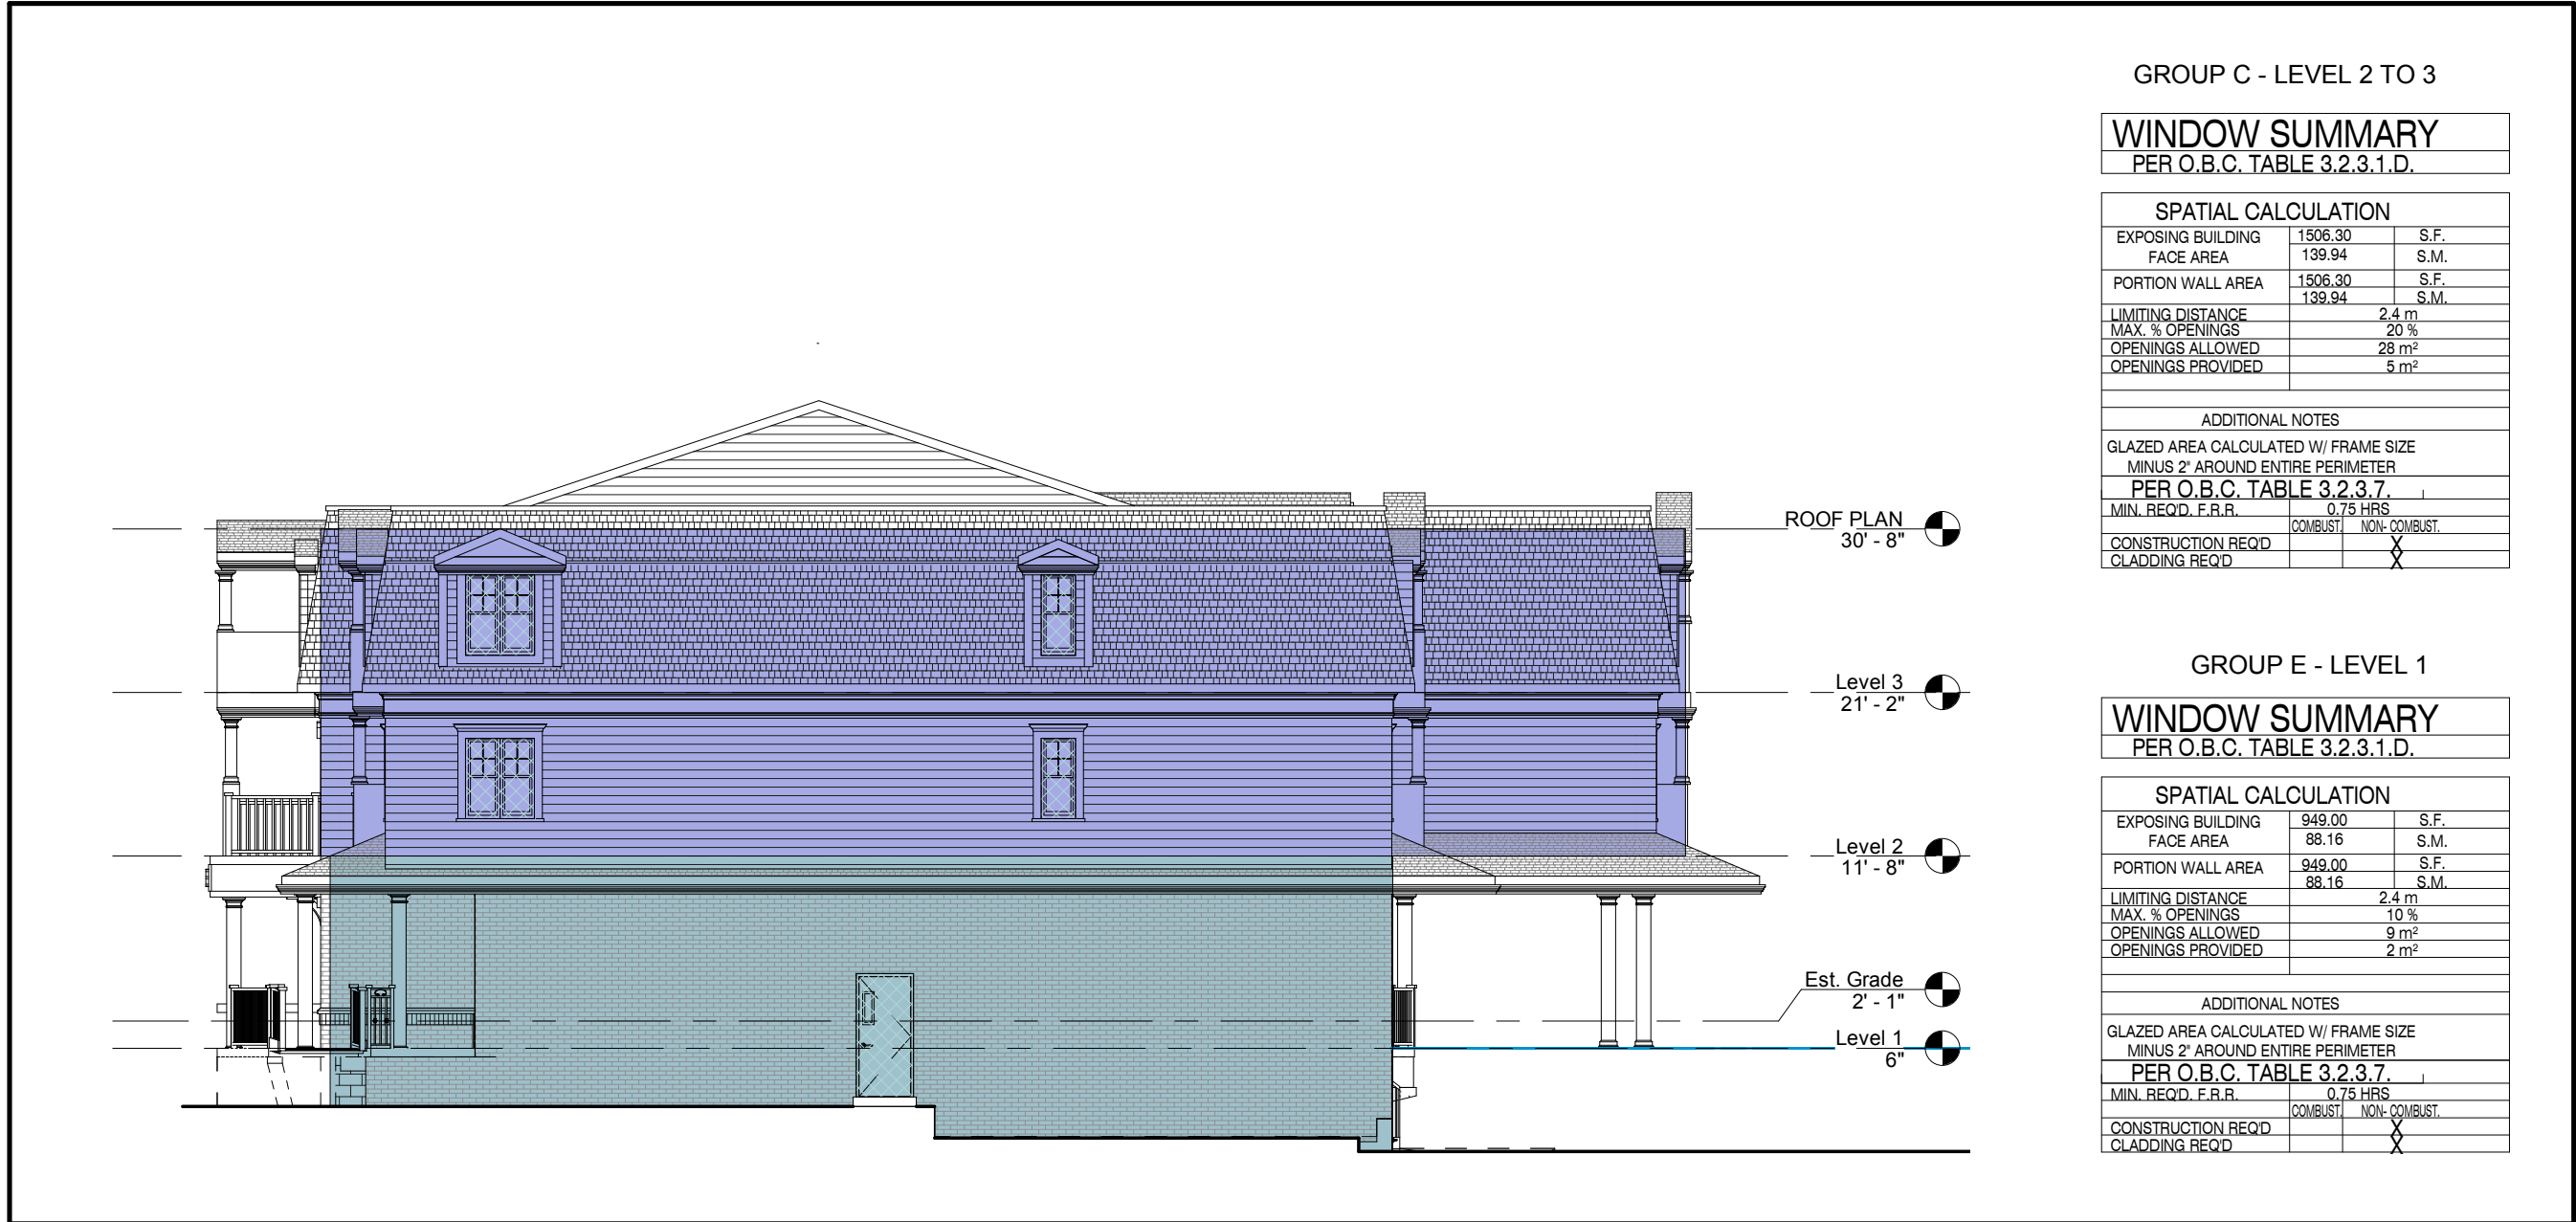 GROUP C - LEVEL 2 TO 3
WINDOW SUMMARY
PER O.B.C. TABLE 3.2.3.1.D.
SPATIAL CALCULATION
EXPOSING BUILDING FACE AREA 1506.30 S.F.
139.94 S.M.
PORTION WALL AREA 1506.30 S.F.
139.94 S.M.
LIMITING DISTANCE 2.4 m
MAX. % OPENINGS 20 %
OPENINGS ALLOWED 28 m²
OPENINGS PROVIDED 5 m²
ADDITIONAL NOTES
GLAZED AREA CALCULATED W/ FRAME SIZE
MINUS 2" AROUND ENTIRE PERIMETER
PER O.B.C. TABLE 3.2.3.7.
MIN. REQ'D. F.R.R. 0.75 HRS
COMBUST. NON- COMBUST.
CONSTRUCTION REQ'D X
CLADDING REQ'D X
ROOF PLAN
30' - 8"
Level 3
21' - 2"
Level 2
11' - 8"
Est. Grade
2' - 1"
Level 1
6"
GROUP E - LEVEL 1
WINDOW SUMMARY
PER O.B.C. TABLE 3.2.3.1.D.
SPATIAL CALCULATION
EXPOSING BUILDING FACE AREA 949.00 S.F.
88.16 S.M.
PORTION WALL AREA 949.00 S.F.
88.16 S.M.
LIMITING DISTANCE 2.4 m
MAX. % OPENINGS 10 %
OPENINGS ALLOWED 9 m²
OPENINGS PROVIDED 2 m²
ADDITIONAL NOTES
GLAZED AREA CALCULATED W/ FRAME SIZE
MINUS 2" AROUND ENTIRE PERIMETER
PER O.B.C. TABLE 3.2.3.7.
MIN. REQ'D. F.R.R. 0.75 HRS
COMBUST. NON- COMBUST.
CONSTRUCTION REQ'D X
CLADDING REQ'D X